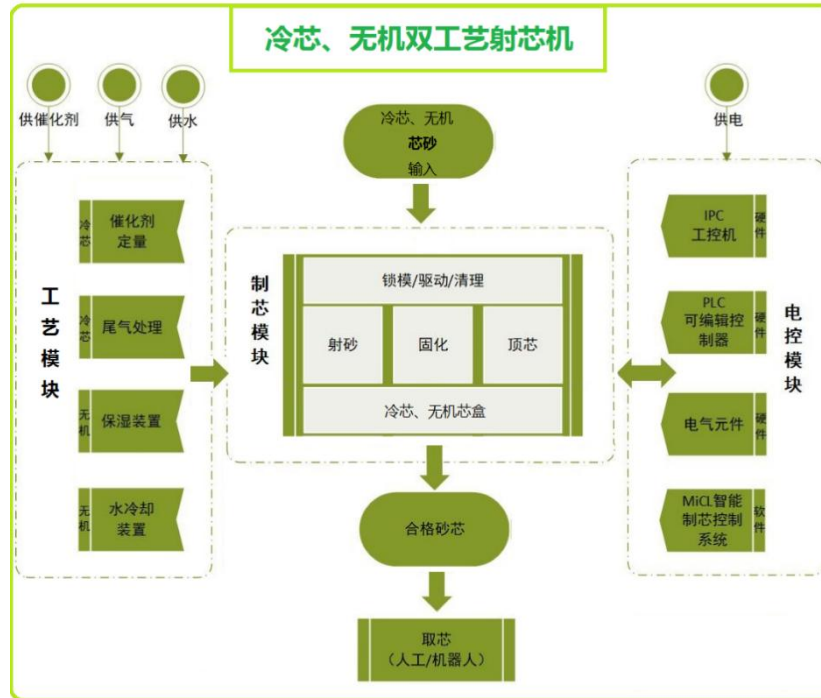 冷芯、无机双工艺射芯机
供催化剂
供气
供水
供电
冷芯、无机
芯砂
输入
工艺模块
冷芯
催化剂
定量
冷芯
尾气处理
无机
保湿装置
无机
水冷却
装置
制芯模块
锁模/驱动/清理
射砂
固化
顶芯
冷芯、无机芯盒
合格砂芯
取芯
（人工/机器人）
电控模块
IPC
工控机
硬件
PLC
可编辑控
制器
硬件
电气元件
硬件
MiCL智能
制芯控制
系统
软件